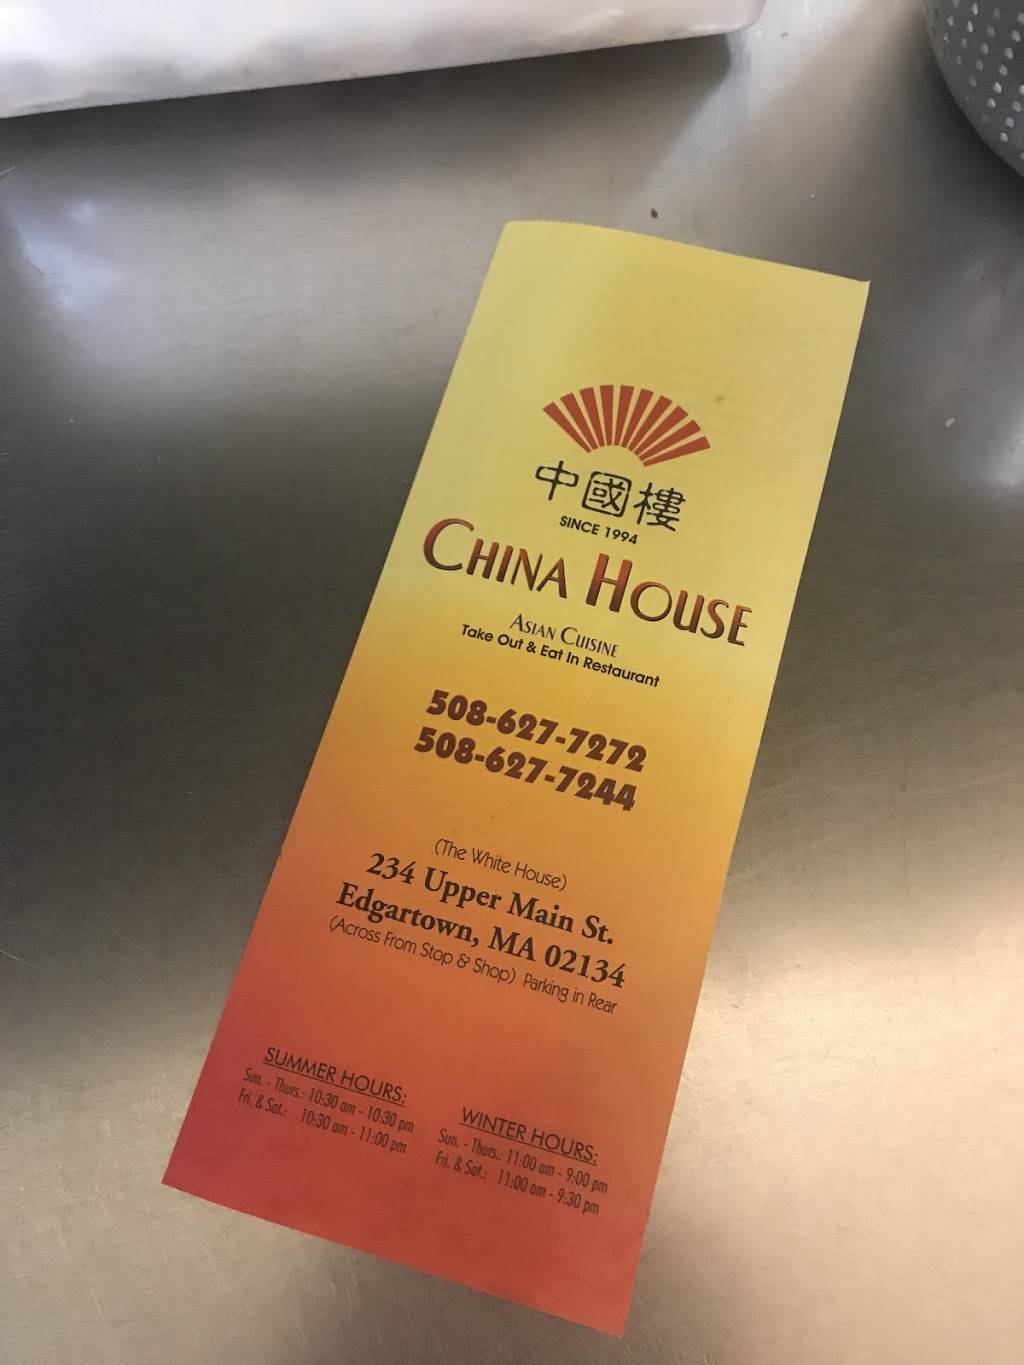 中國樓
SINCE 1994
CHINA HOUSE
ASIAN CUISINE
Take Out & Eat In Restaurant
508-627-7272
508-627-7244
(The White House)
234 Upper Main St.
Edgartown, MA 02134
(Across From Stop & Shop) Parking in Rear
SUMMER HOURS:
Sun. - Thurs.: 10:30 am - 10:30 pm
Fri. & Sat.: 10:30 am - 11:00 pm
WINTER HOURS:
Sun. - Thurs.: 11:00 am - 9:00 pm
Fri. & Sat.: 11:00 am - 9:30 pm